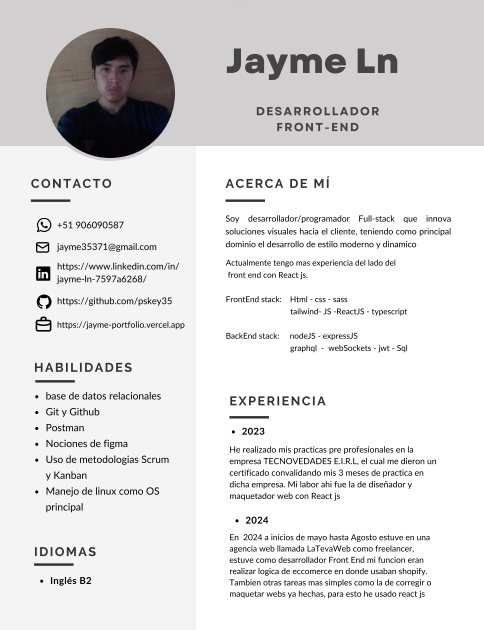 Jayme Ln
DESARROLLADOR
FRONT-END
CONTACTO
+51 906090587
jayme35371@gmail.com
https://www.linkedin.com/in/
jayme-ln-7597a6268/
https://github.com/pskey35
https://jayme-portfolio.vercel.app
HABILIDADES
• base de datos relacionales
• Git y Github
• Postman
• Nociones de figma
• Uso de metodologias Scrum
y Kanban
• Manejo de linux como OS
principal
IDIOMAS
• Inglés B2
ACERCA DE MÍ
Soy desarrollador/programador Full-stack que innova
soluciones visuales hacia el cliente, teniendo como principal
dominio el desarrollo de estilo moderno y dinamico
Actualmente tengo mas experiencia del lado del
front end con React js.
FrontEnd stack: Html - css - sass
tailwind- JS -ReactJS - typescript
BackEnd stack: nodeJS - expressJS
graphql - webSockets - jwt - Sql
EXPERIENCIA
• 2023
He realizado mis practicas pre profesionales en la
empresa TECNOVEDADES E.I.R.L, el cual me dieron un
certificado convalidando mis 3 meses de practica en
dicha empresa. Mi labor ahi fue la de diseñador y
maquetador web con React js
• 2024
En 2024 a inicios de mayo hasta Agosto estuve en una
agencia web llamada LaTevaWeb como freelancer,
estuve como desarrollador Front End mi funcion eran
realizar logica de eccomerce en donde usaban shopify.
Tambien otras tareas mas simples como la de corregir o
maquetar webs ya hechas, para esto he usado react js